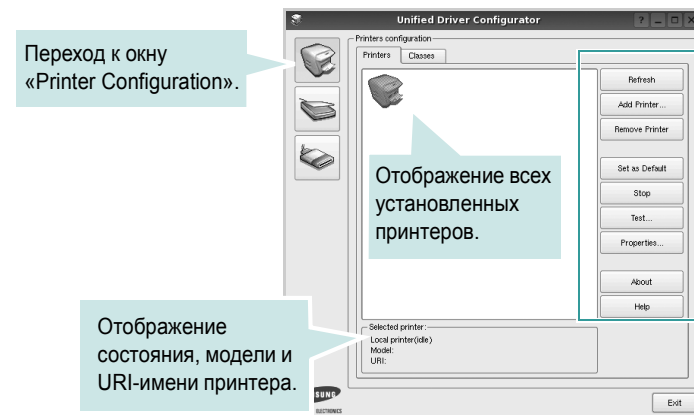 Unified Driver Configurator
Переход к окну
«Printer Configuration».
Printers configuration
Printers Classes
Refresh
Add Printer...
Remove Printer
Set as Default
Stop
Test...
Properties...
About
Help
Отображение всех
установленных
принтеров.
Отображение
состояния, модели и
URI-имени принтера.
Selected printer:
Local printer(idle)
Model:
URI:
SUNG
ELECTRONICS
Exit